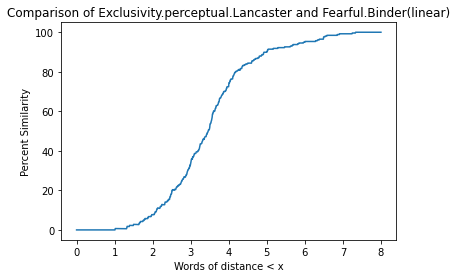 Comparison of Exclusivity.perceptual.Lancaster and Fearful.Binder(linear)
100
80
60
40
20
0
Percent Similarity
0 1 2 3 4 5 6 7 8
Words of distance < x